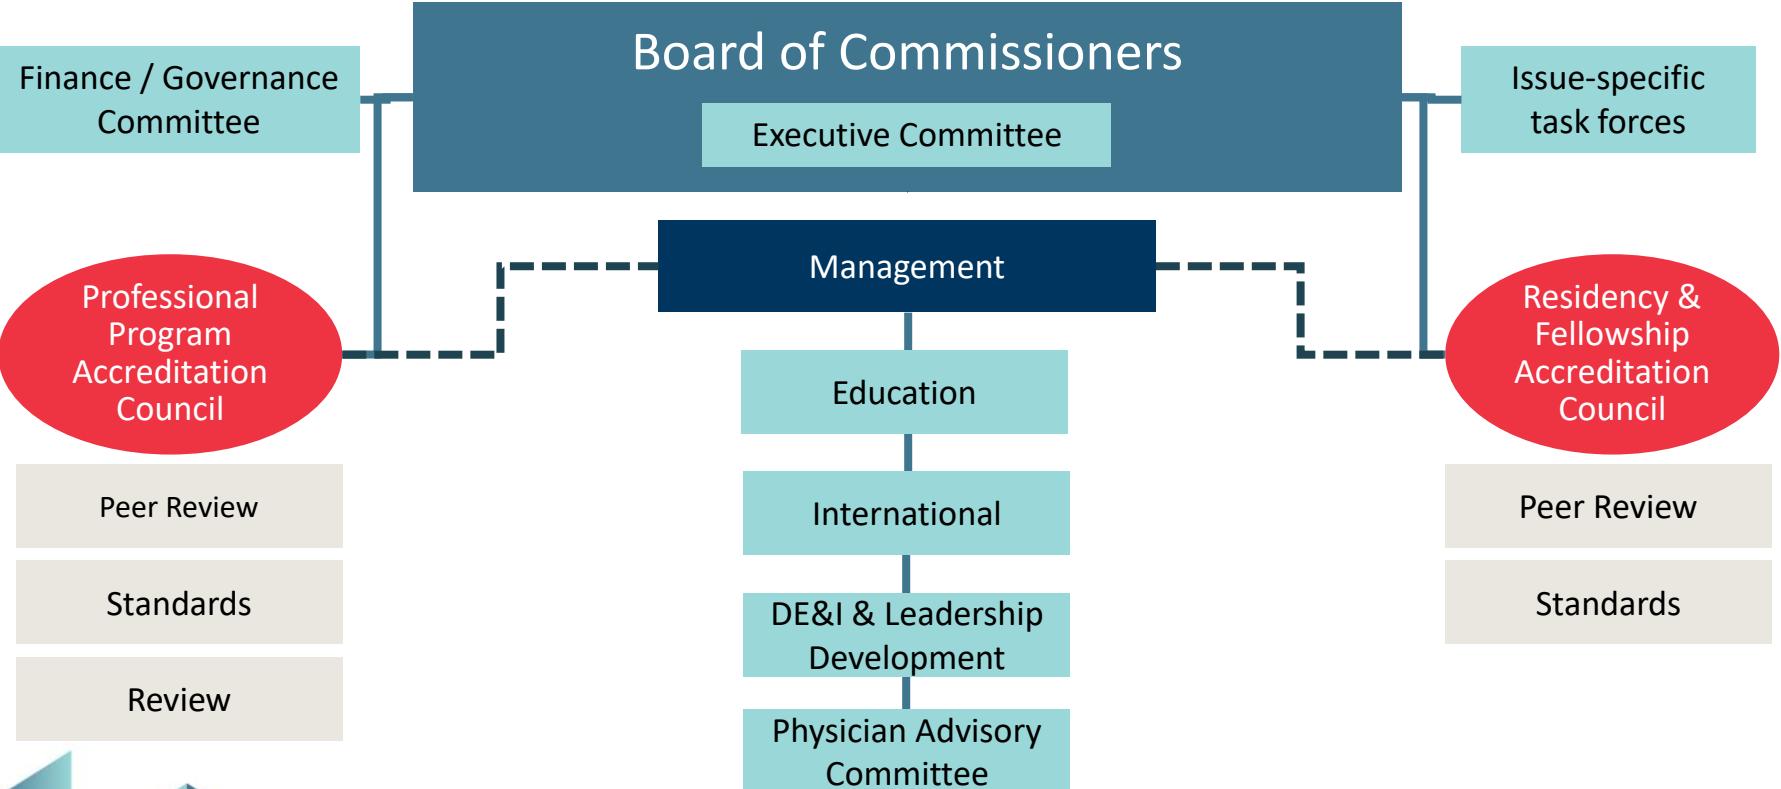 Board of Commissioners
Executive Committee
Finance / Governance
Committee
Issue-specific
task forces
Management
Professional
Program
Accreditation
Council
Residency &
Fellowship
Accreditation
Council
Education
International
DE&I & Leadership
Development
Physician Advisory
Committee
Peer Review
Standards
Review
Peer Review
Standards